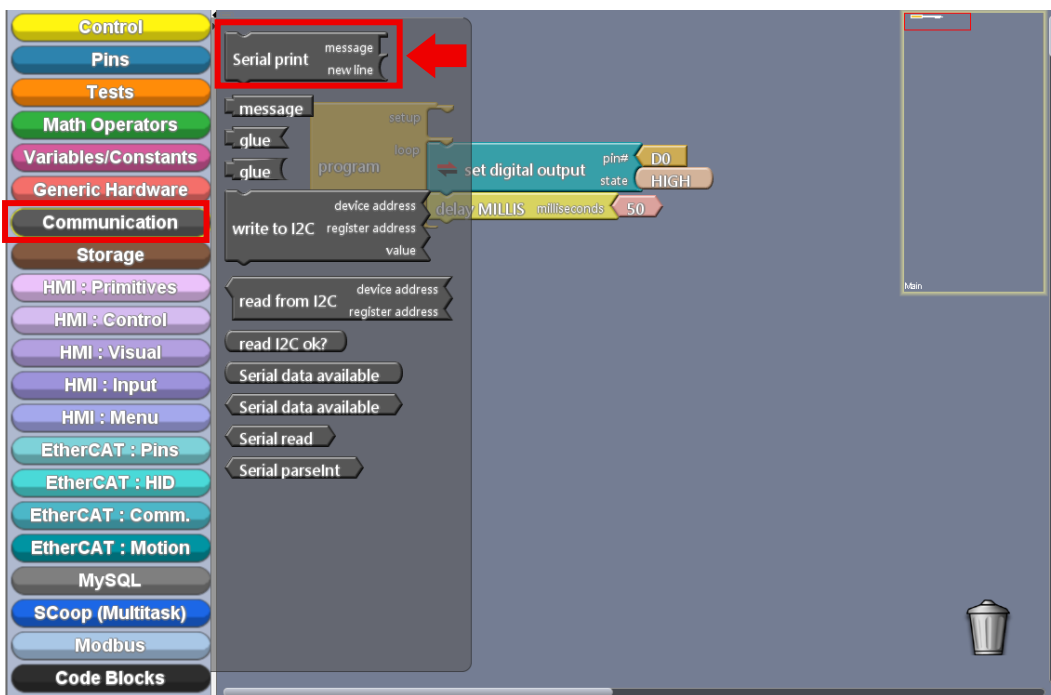 Control
Pins
Tests
Math Operators
Variables/Constants
Generic Hardware
Communication
Storage
HMI : Primitives
HMI : Control
HMI : Visual
HMI : Input
HMI : Menu
EtherCAT : Pins
EtherCAT : HID
EtherCAT : Comm.
EtherCAT : Motion
MySQL
SCoop (Multitask)
Modbus
Code Blocks
Serial print
message
new line
message
glue
glue
write to I2C
device address
register address
value
read from I2C
device address
register address
read I2C ok?
Serial data available
Serial data available
Serial read
Serial parseInt
program
setup
loop
set digital output
pin# D0
state HIGH
delay MILLIS milliseconds 50
Main